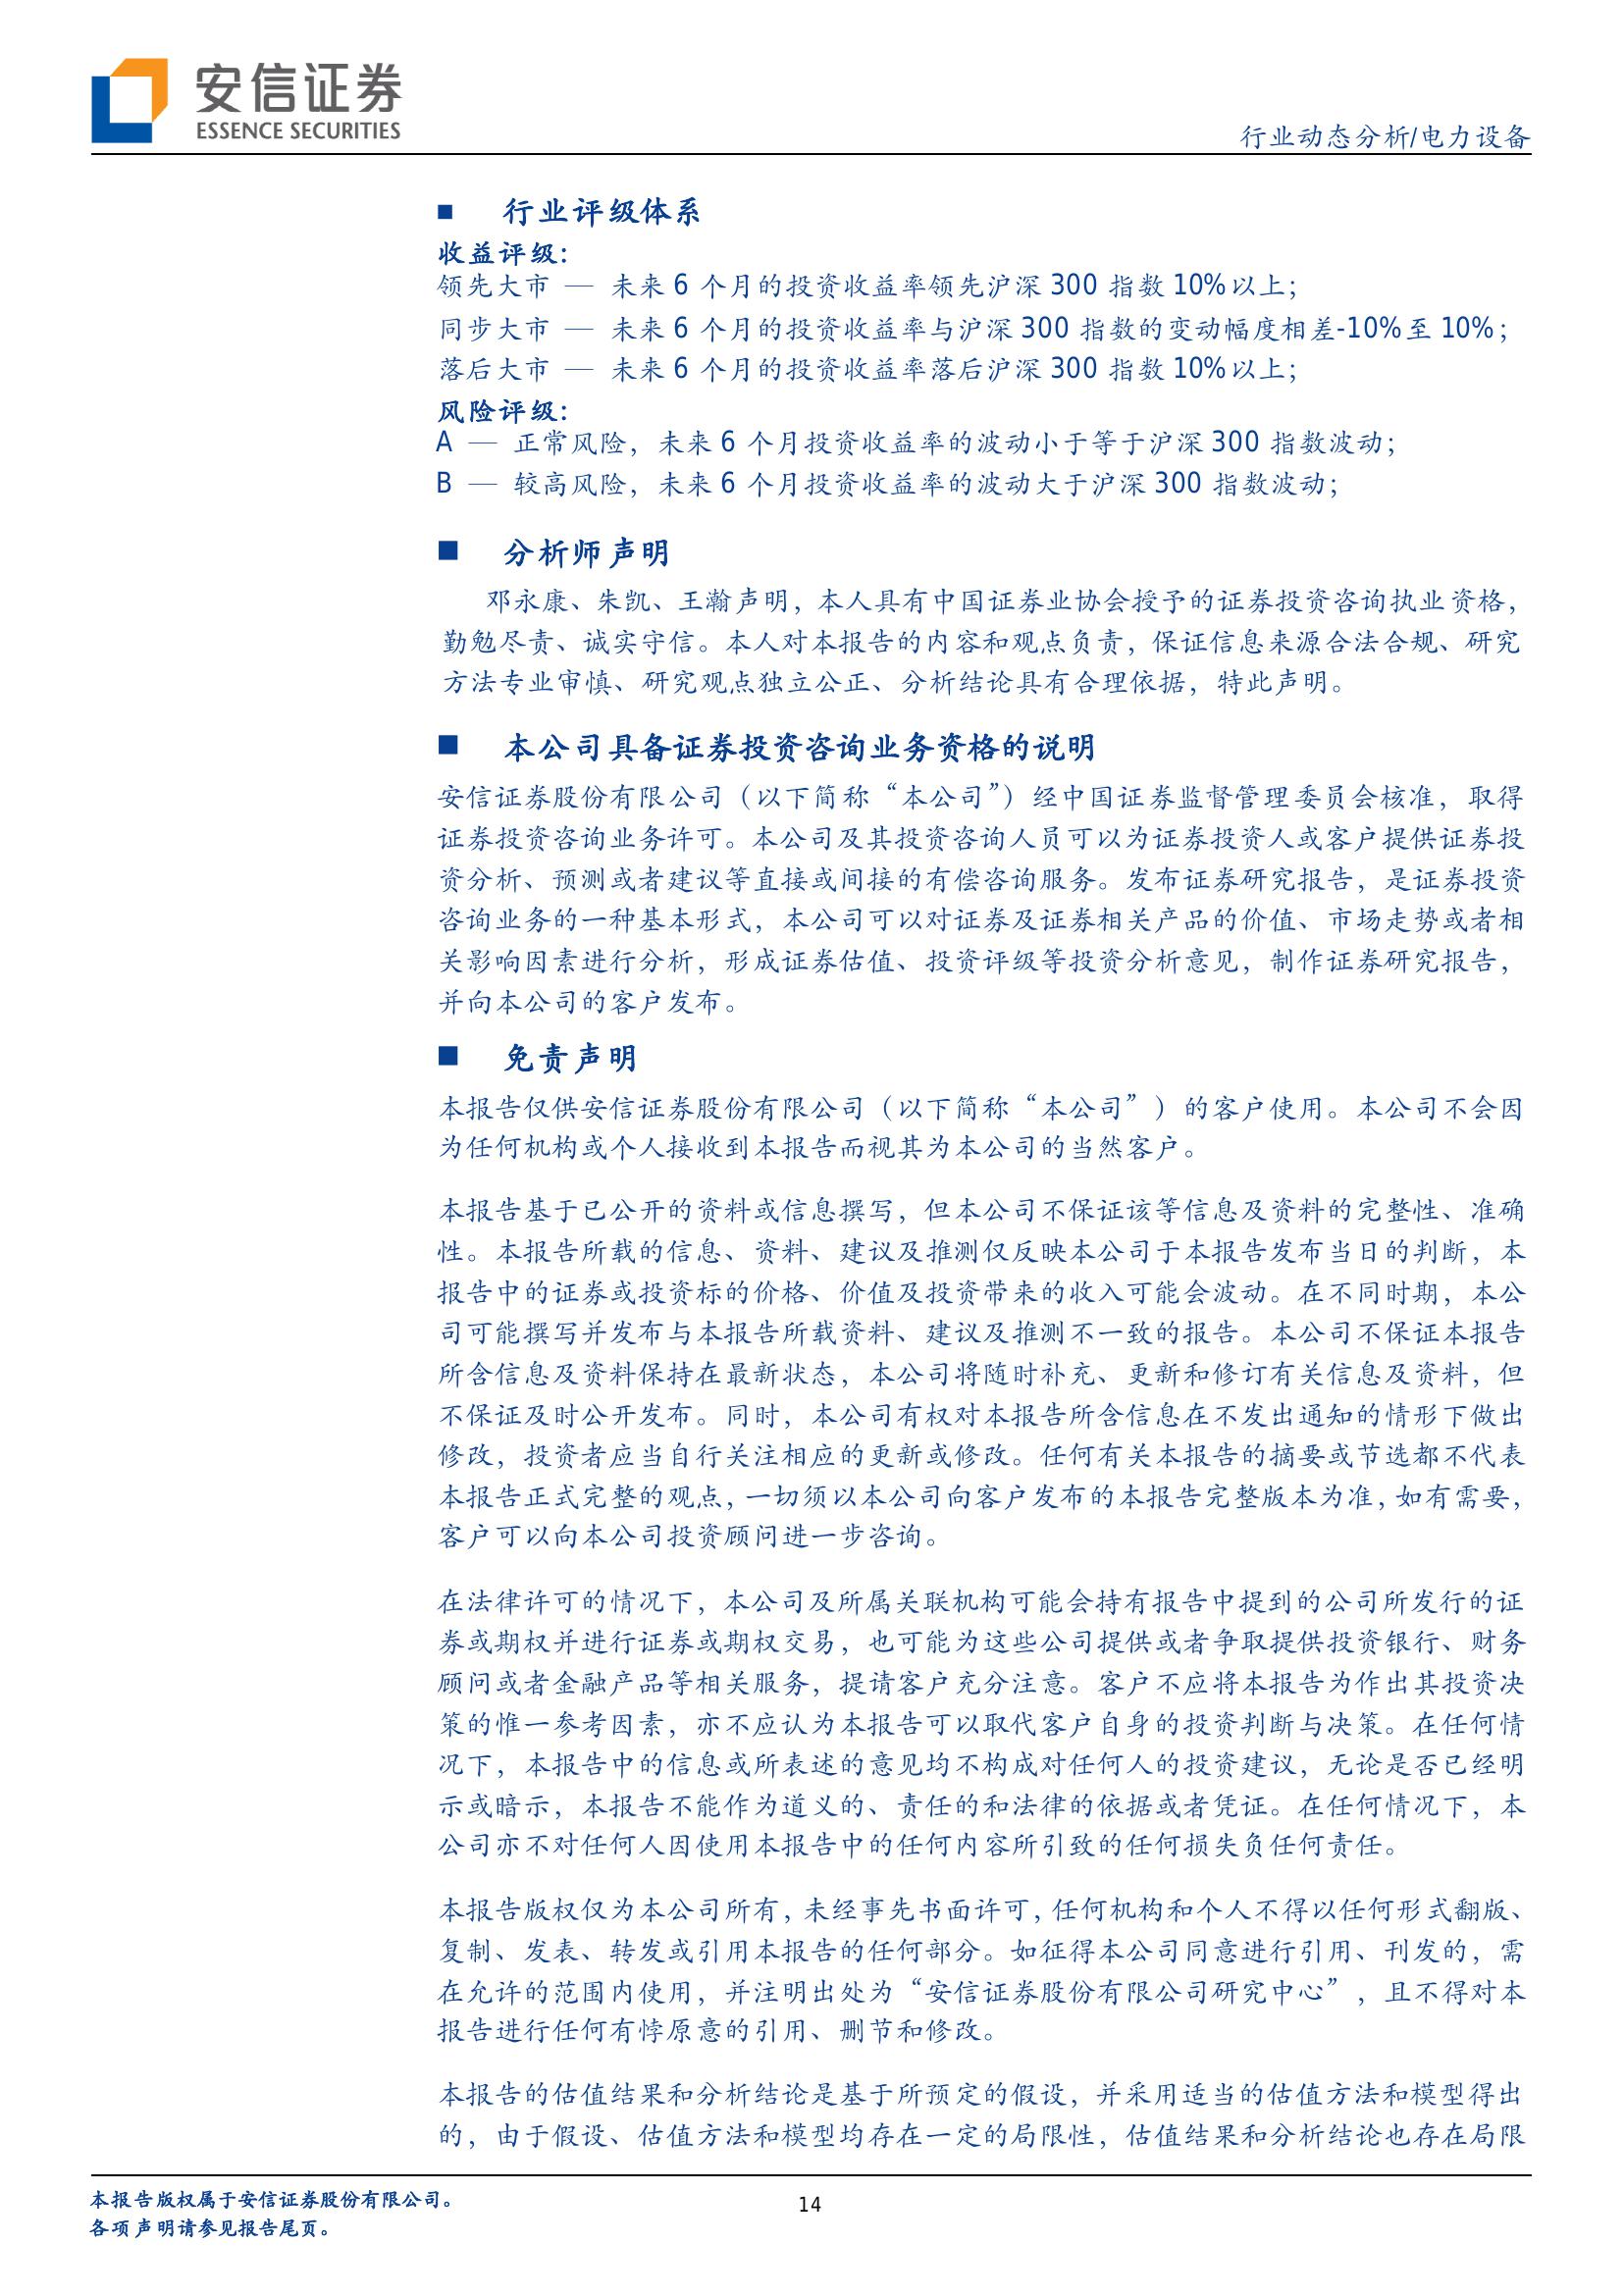 安信证券
ESSENCE SECURITIES
行业动态分析/电力设备
■ 行业评级体系
收益评级：
领先大市 — 未来 6 个月的投资收益率领先沪深 300 指数 10%以上；
同步大市 — 未来 6 个月的投资收益率与沪深 300 指数的变动幅度相差-10%至 10%；
落后大市 — 未来 6 个月的投资收益率落后沪深 300 指数 10%以上；
风险评级：
A — 正常风险，未来 6 个月投资收益率的波动小于等于沪深 300 指数波动；
B — 较高风险，未来 6 个月投资收益率的波动大于沪深 300 指数波动；
■ 分析师声明
邓永康、朱凯、王瀚声明，本人具有中国证券业协会授予的证券投资咨询执业资格，
勤勉尽责、诚实守信。本人对本报告的内容和观点负责，保证信息来源合法合规、研究
方法专业审慎、研究观点独立公正、分析结论具有合理依据，特此声明。
■ 本公司具备证券投资咨询业务资格的说明
安信证券股份有限公司（以下简称“本公司”）经中国证券监督管理委员会核准，取得
证券投资咨询业务许可。本公司及其投资咨询人员可以为证券投资人或客户提供证券投
资分析、预测或者建议等直接或间接的有偿咨询服务。发布证券研究报告，是证券投资
咨询业务的一种基本形式，本公司可以对证券及证券相关产品的价值、市场走势或者相
关影响因素进行分析，形成证券估值、投资评级等投资分析意见，制作证券研究报告，
并向本公司的客户发布。
■ 免责声明
本报告仅供安信证券股份有限公司（以下简称“本公司”）的客户使用。本公司不会因
为任何机构或个人接收到本报告而视其为本公司的当然客户。
本报告基于已公开的资料或信息撰写，但本公司不保证该等信息及资料的完整性、准确
性。本报告所载的信息、资料、建议及推测仅反映本公司于本报告发布当日的判断，本
报告中的证券或投资标的价格、价值及投资带来的收入可能会波动。在不同时期，本公
司可能撰写并发布与本报告所载资料、建议及推测不一致的报告。本公司不保证本报告
所含信息及资料保持在最新状态，本公司将随时补充、更新和修订有关信息及资料，但
不保证及时公开发布。同时，本公司有权对本报告所含信息在不发出通知的情形下做出
修改，投资者应当自行关注相应的更新或修改。任何有关本报告的摘要或节选都不代表
本报告正式完整的观点，一切须以本公司向客户发布的本报告完整版本为准，如有需要，
客户可以向本公司投资顾问进一步咨询。
在法律许可的情况下，本公司及所属关联机构可能会持有报告中提到的公司所发行的证
券或期权并进行证券或期权交易，也可能为这些公司提供或者争取提供投资银行、财务
顾问或者金融产品等相关服务，提请客户充分注意。客户不应将本报告为作出其投资决
策的惟一参考因素，亦不应认为本报告可以取代客户自身的投资判断与决策。在任何情
况下，本报告中的信息或所表述的意见均不构成对任何人的投资建议，无论是否已经明
示或暗示，本报告不能作为道义的、责任的和法律的依据或者凭证。在任何情况下，本
公司亦不对任何人因使用本报告中的任何内容所引致的任何损失负任何责任。
本报告版权仅为本公司所有，未经事先书面许可，任何机构和个人不得以任何形式翻版、
复制、发表、转发或引用本报告的任何部分。如征得本公司同意进行引用、刊发的，需
在允许的范围内使用，并注明出处为“安信证券股份有限公司研究中心”，且不得对本
报告进行任何有悖原意的引用、删节和修改。
本报告的估值结果和分析结论是基于所预定的假设，并采用适当的估值方法和模型得出
的，由于假设、估值方法和模型均存在一定的局限性，估值结果和分析结论也存在局限
本报告版权属于安信证券股份有限公司。
各项声明请参见报告尾页。
14